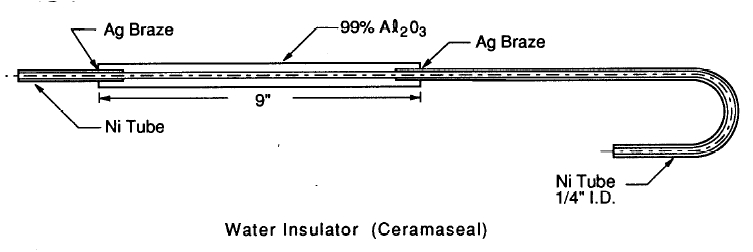 Ag Braze
99% Al₂O₃
Ag Braze
9"
Ni Tube
Ni Tube
1/4" I.D.
Water Insulator (Ceramaseal)